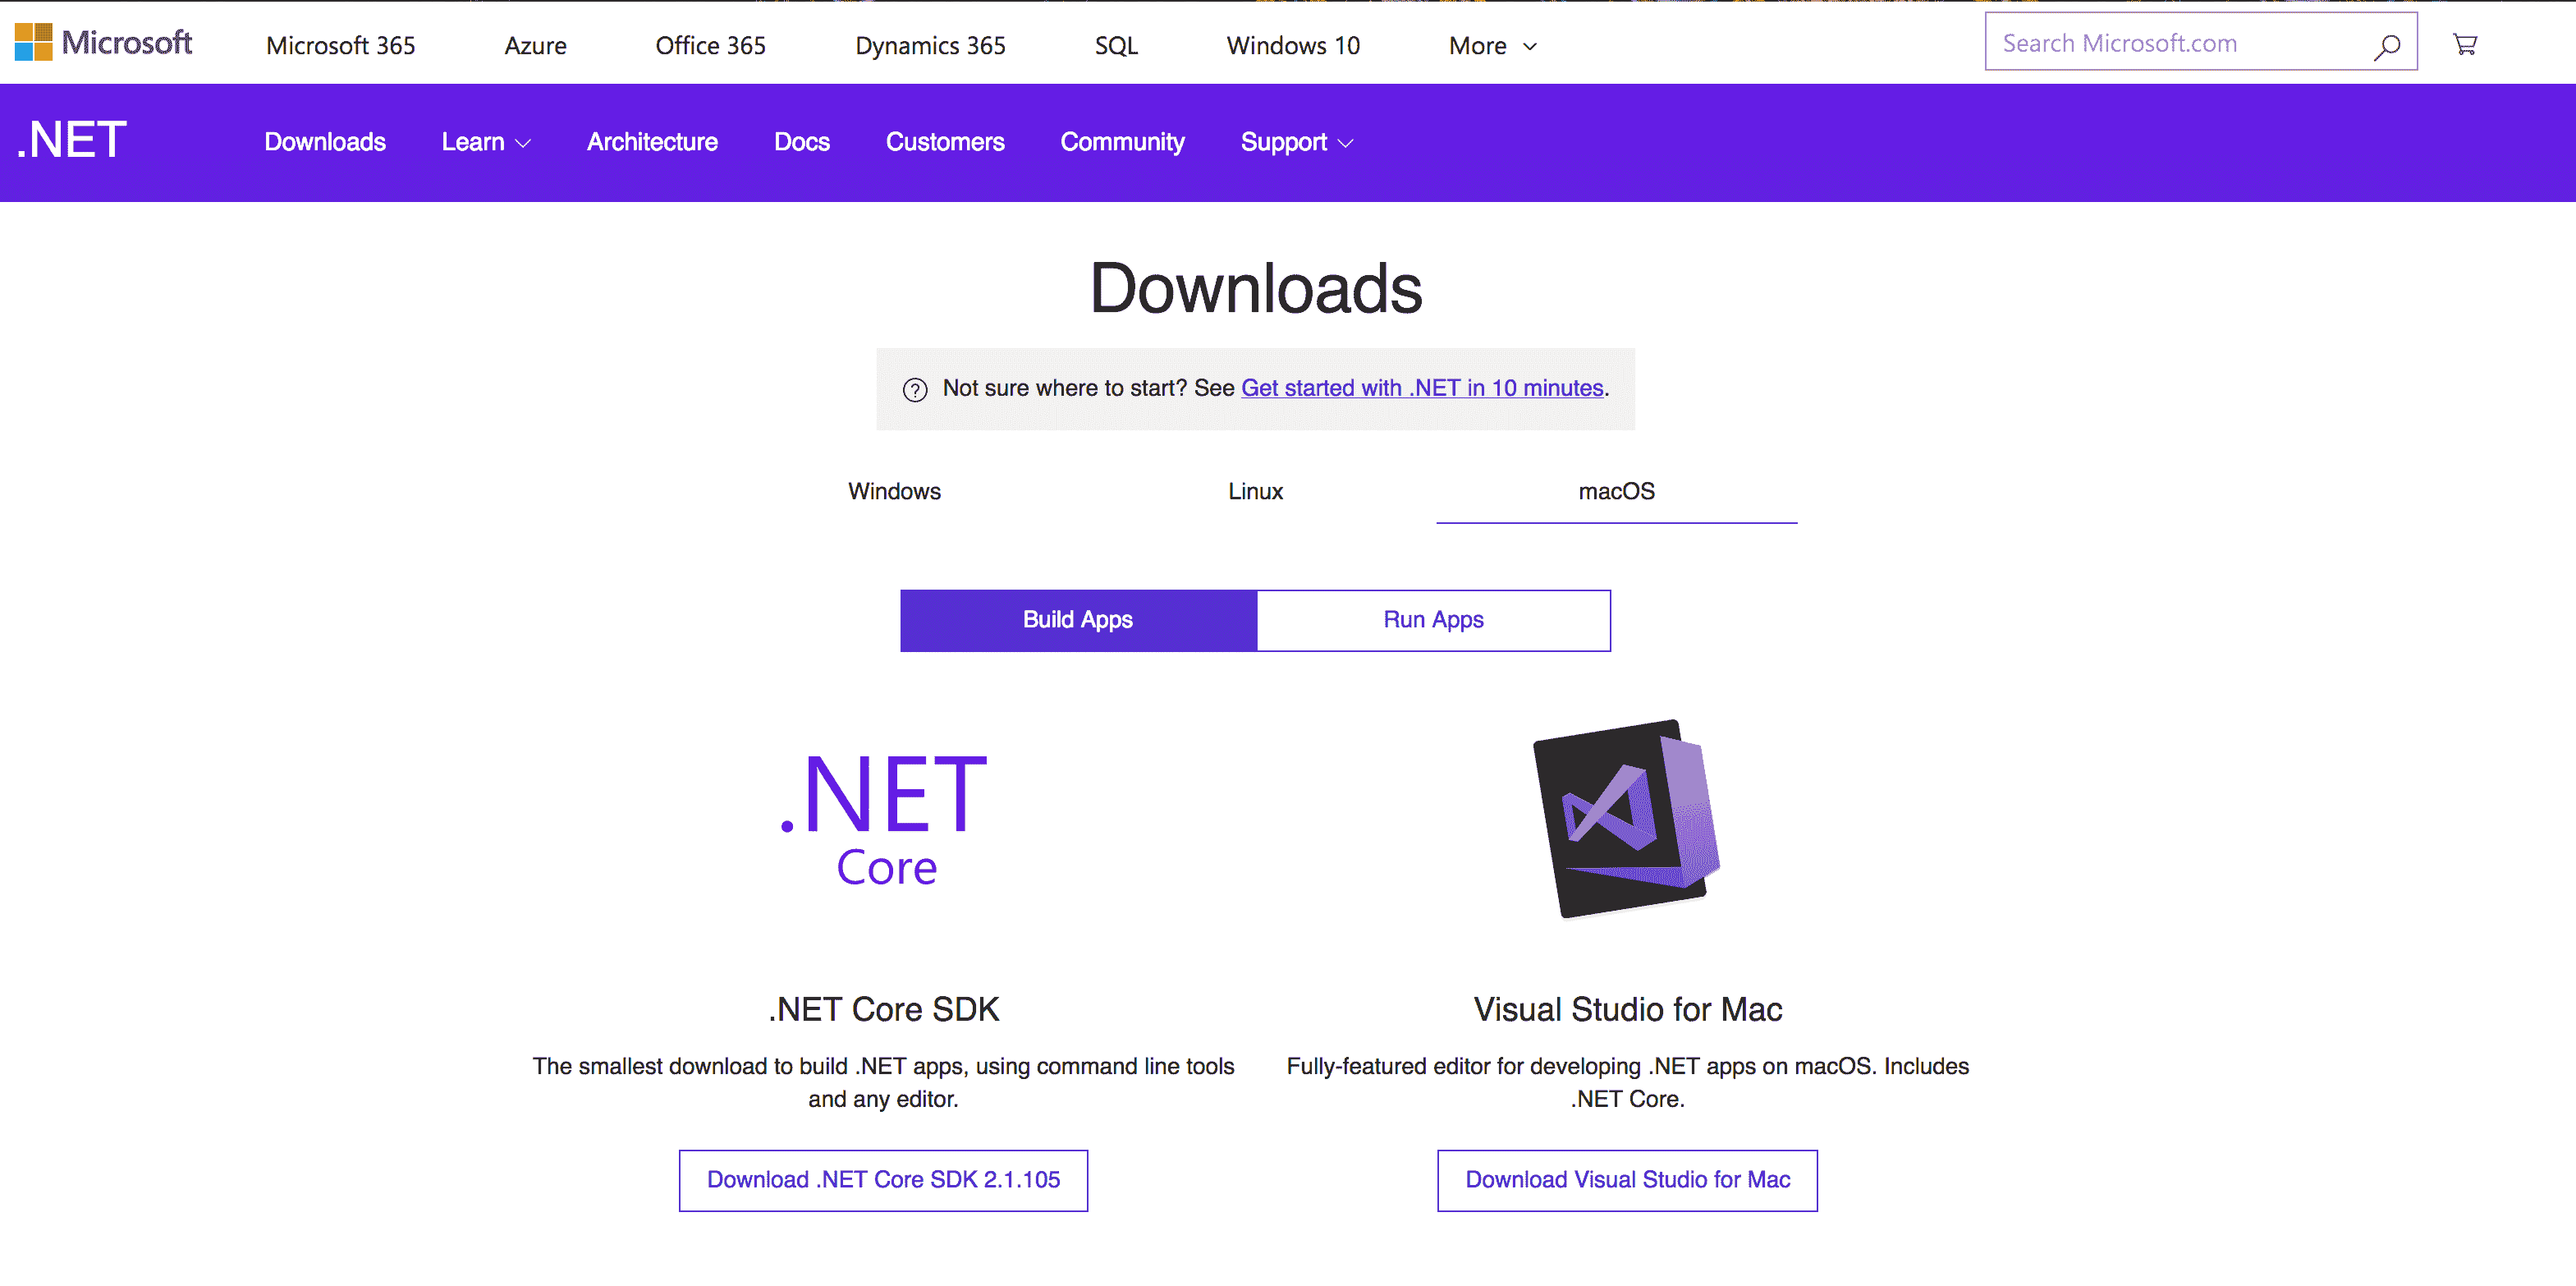 Microsoft Microsoft 365 Azure Office 365 Dynamics 365 SQL Windows 10 More Search Microsoft.com
.NET Downloads Learn Architecture Docs Customers Community Support
Downloads
? Not sure where to start? See Get started with .NET in 10 minutes.
Windows Linux macOS
Build Apps Run Apps
.NET
Core
.NET Core SDK
The smallest download to build .NET apps, using command line tools
and any editor.
Download .NET Core SDK 2.1.105
Visual Studio for Mac
Fully-featured editor for developing .NET apps on macOS. Includes
.NET Core.
Download Visual Studio for Mac